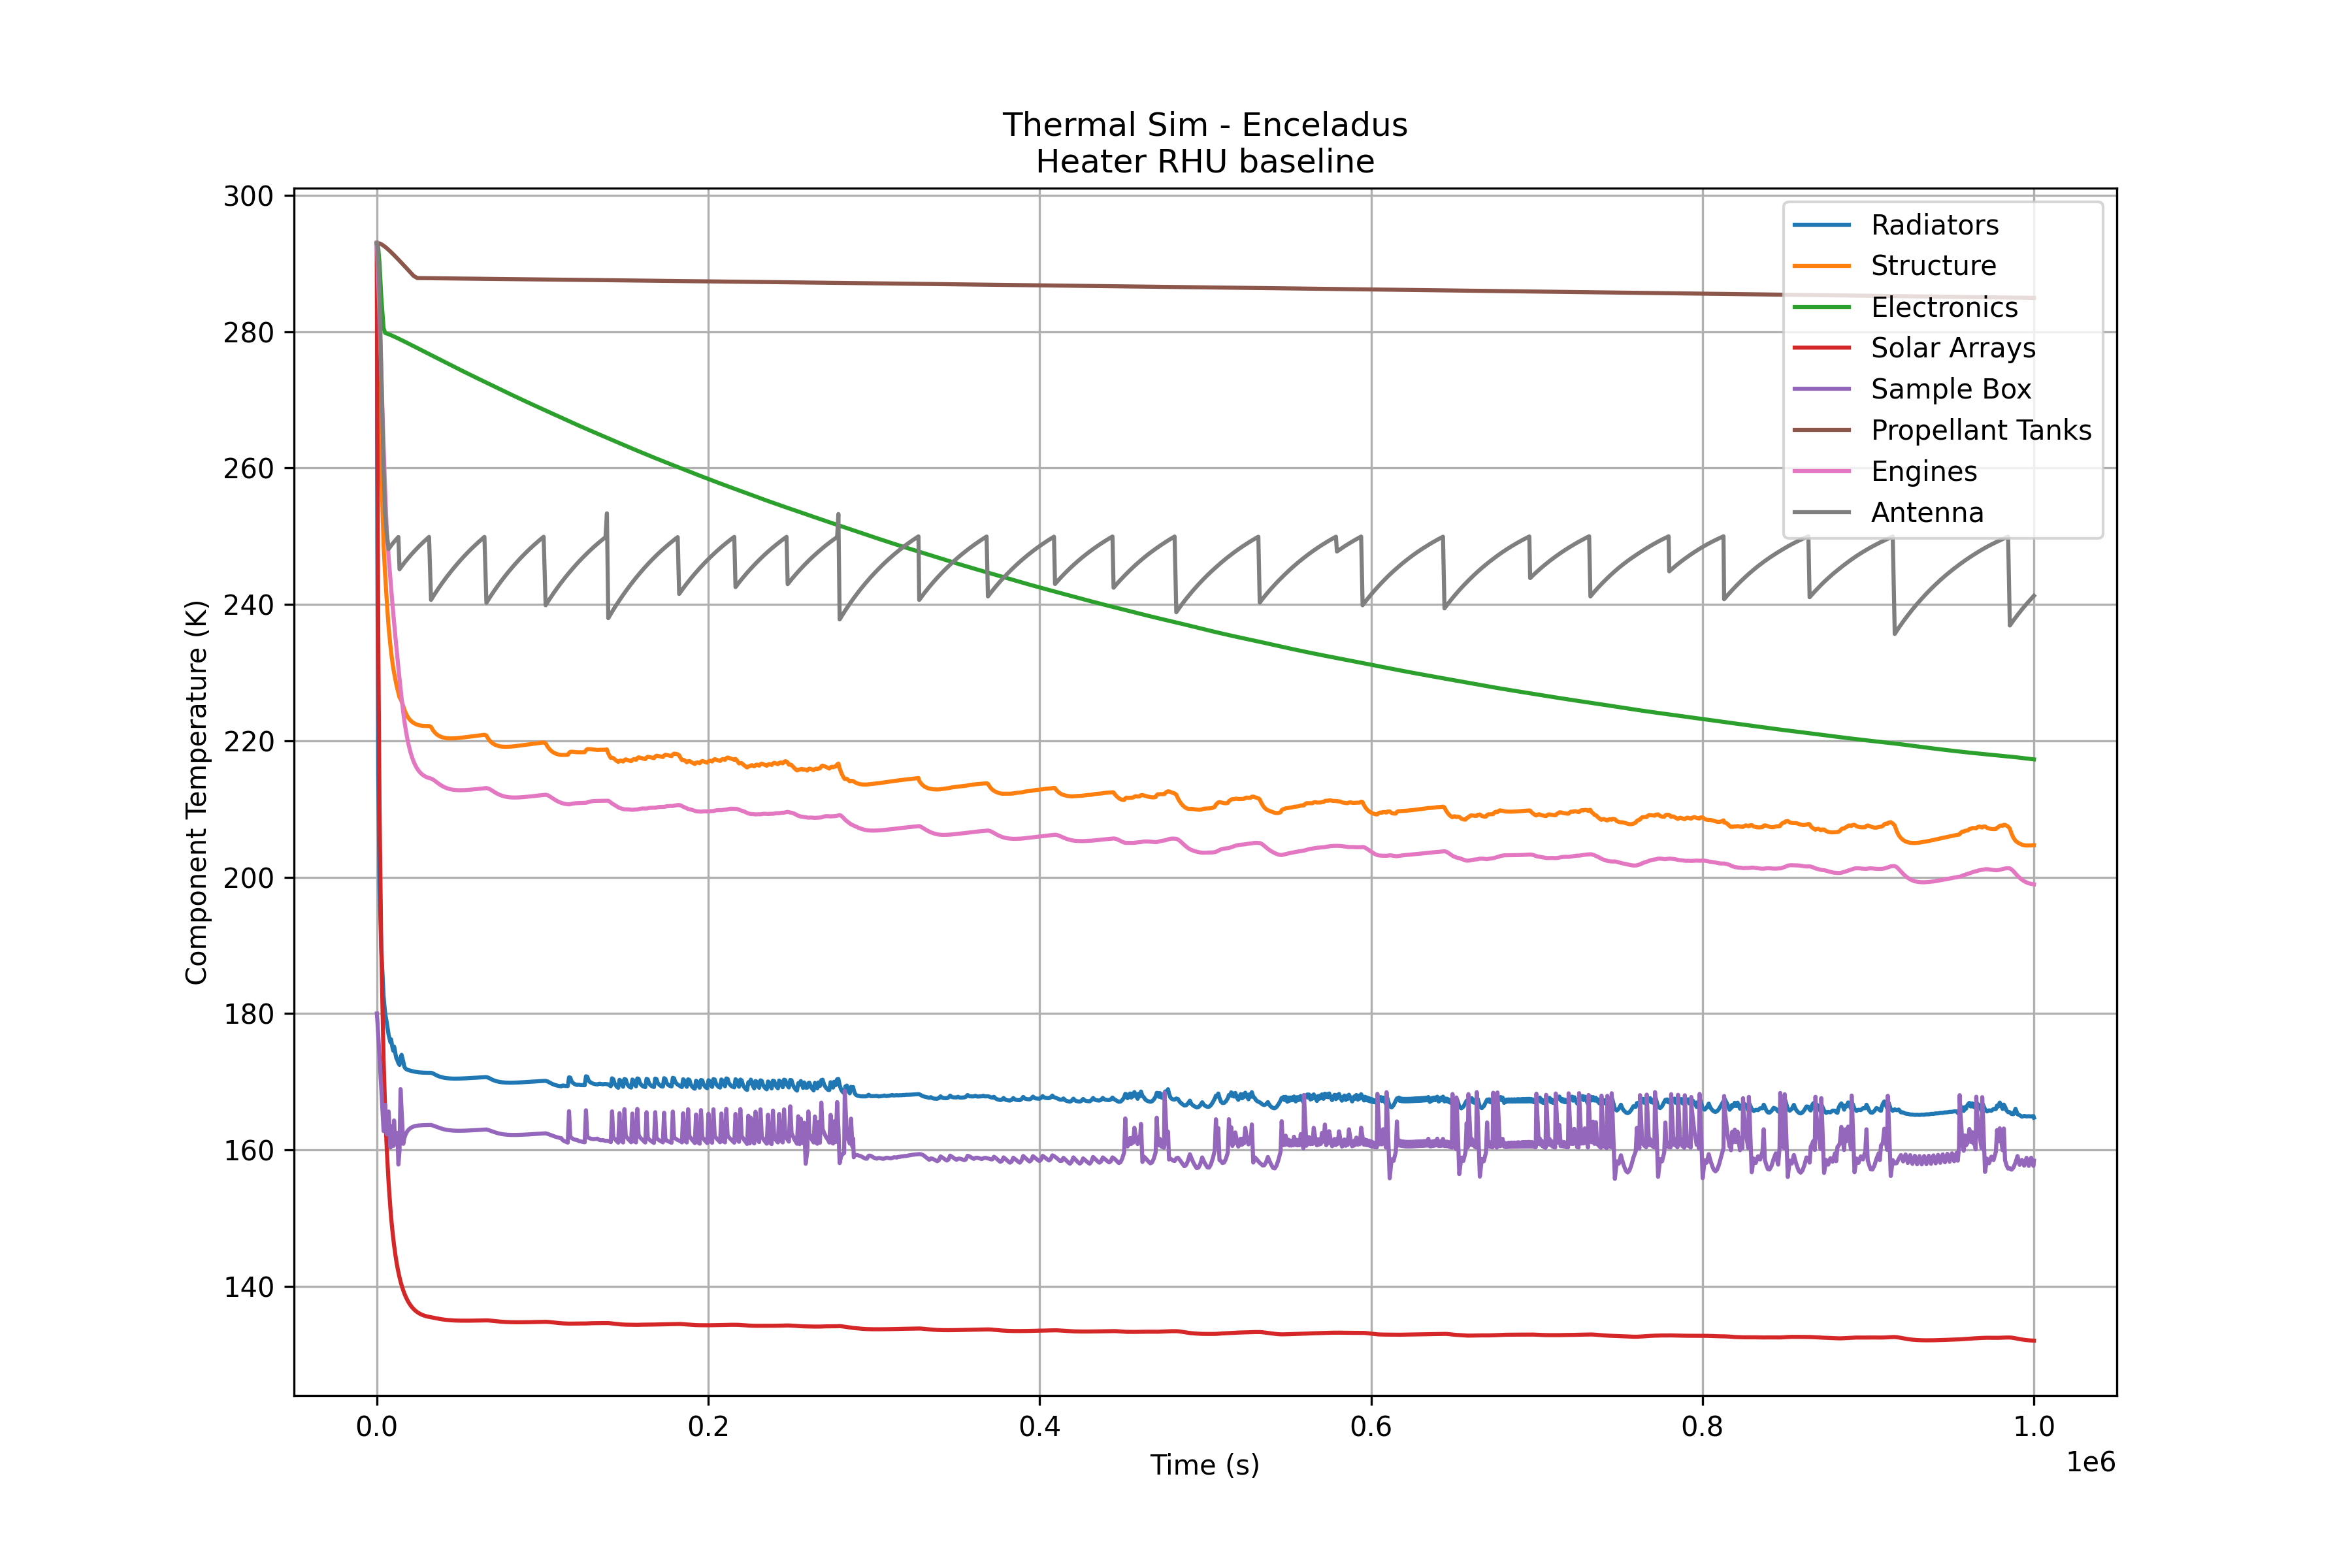 Thermal Sim - Enceladus
Heater RHU baseline
Component Temperature (K)
300
280
260
240
220
200
180
160
140
Radiators
Structure
Electronics
Solar Arrays
Sample Box
Propellant Tanks
Engines
Antenna
0.0 0.2 0.4 0.6 0.8 1.0
1e6
Time (s)